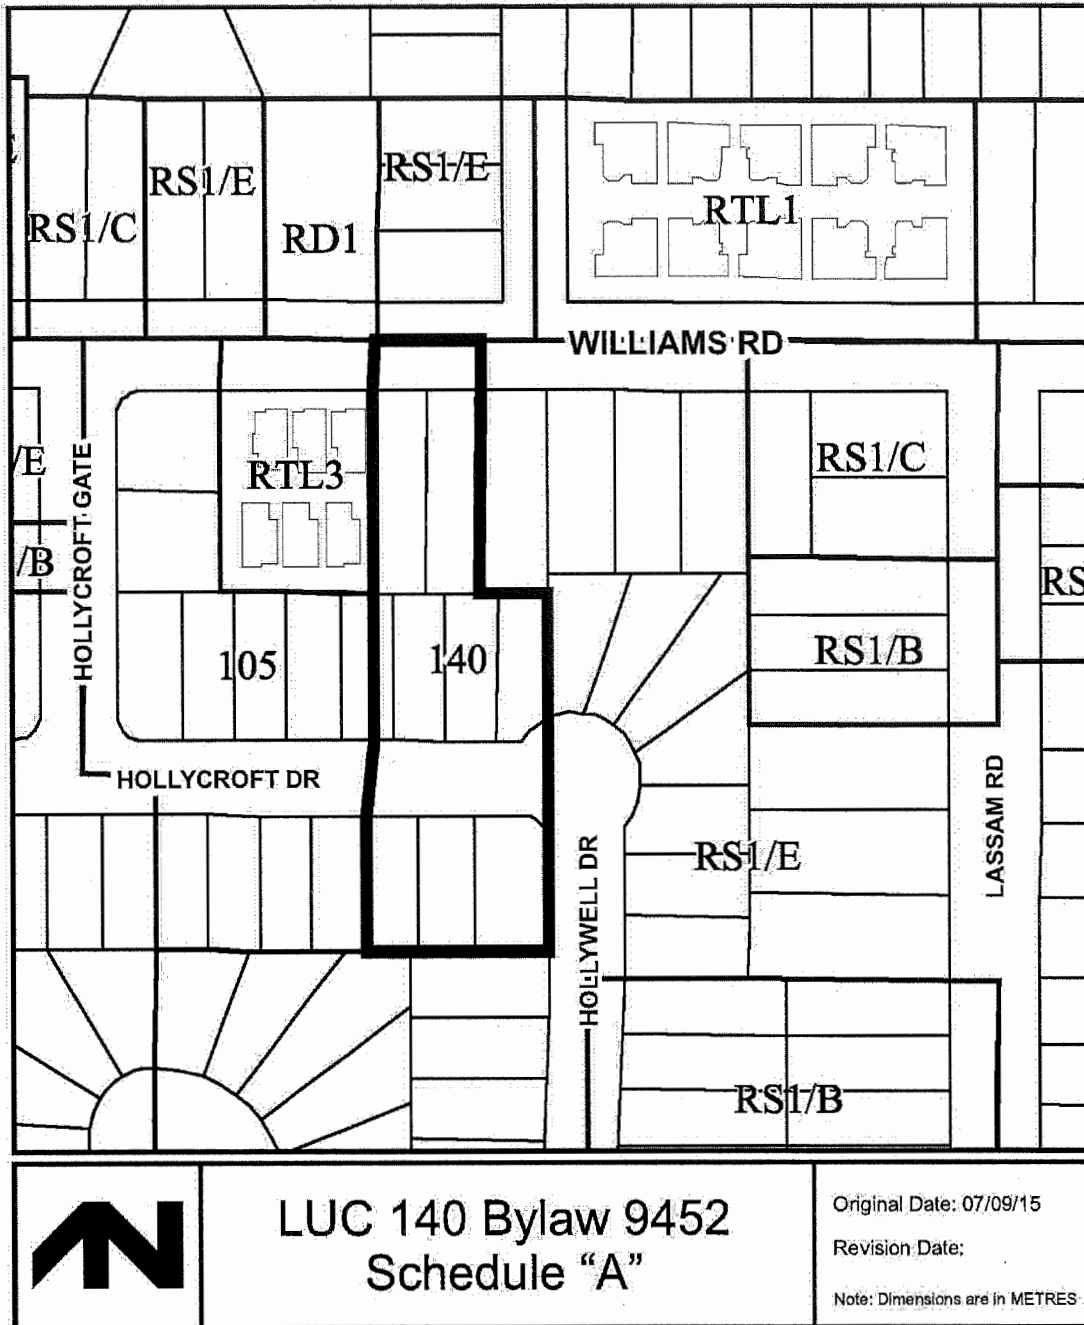 RS1/E
RS1/E
RS1/C
RD1
RTL1
WILLIAMS RD
/E
HOLLYCROFT GATE
RTL3
RS1/C
/B
RS
105
140
RS1/B
HOLLYCROFT DR
LASSAM RD
HOLLYWELL DR
RS1/E
RS1/B
N
LUC 140 Bylaw 9452
Schedule “A”
Original Date: 07/09/15
Revision Date:
Note: Dimensions are in METRES